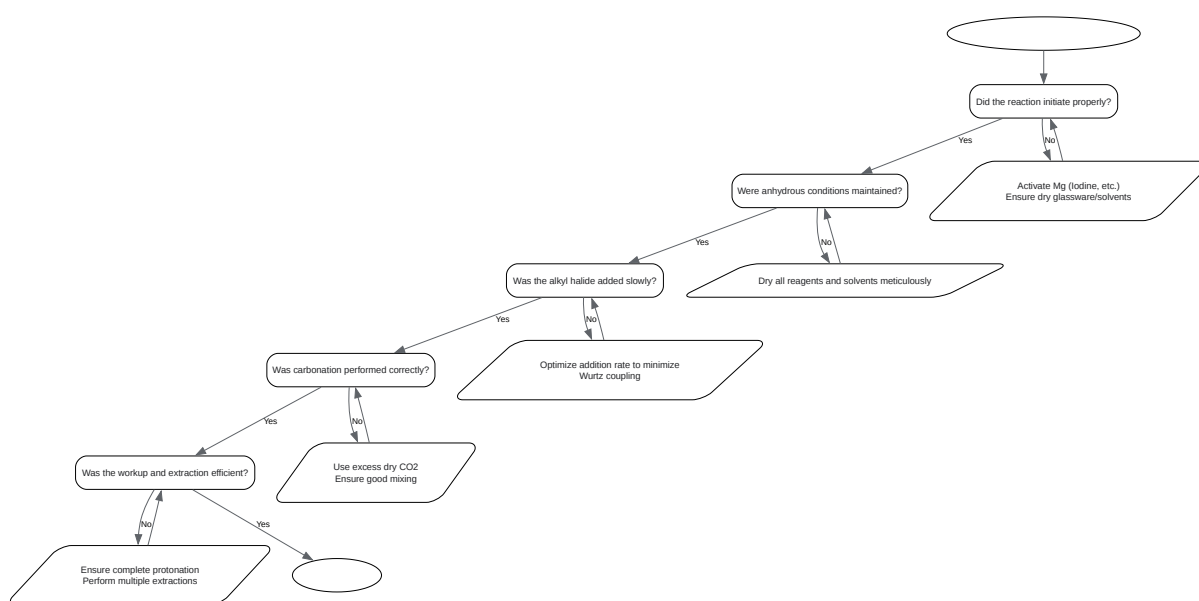 Did the reaction initiate properly?
Yes
No
Activate Mg (Iodine, etc.)
Ensure dry glassware/solvents
Were anhydrous conditions maintained?
Yes
No
Dry all reagents and solvents meticulously
Was the alkyl halide added slowly?
Yes
No
Optimize addition rate to minimize
Wurtz coupling
Was carbonation performed correctly?
Yes
No
Use excess dry CO2
Ensure good mixing
Was the workup and extraction efficient?
No
Yes
Ensure complete protonation
Perform multiple extractions